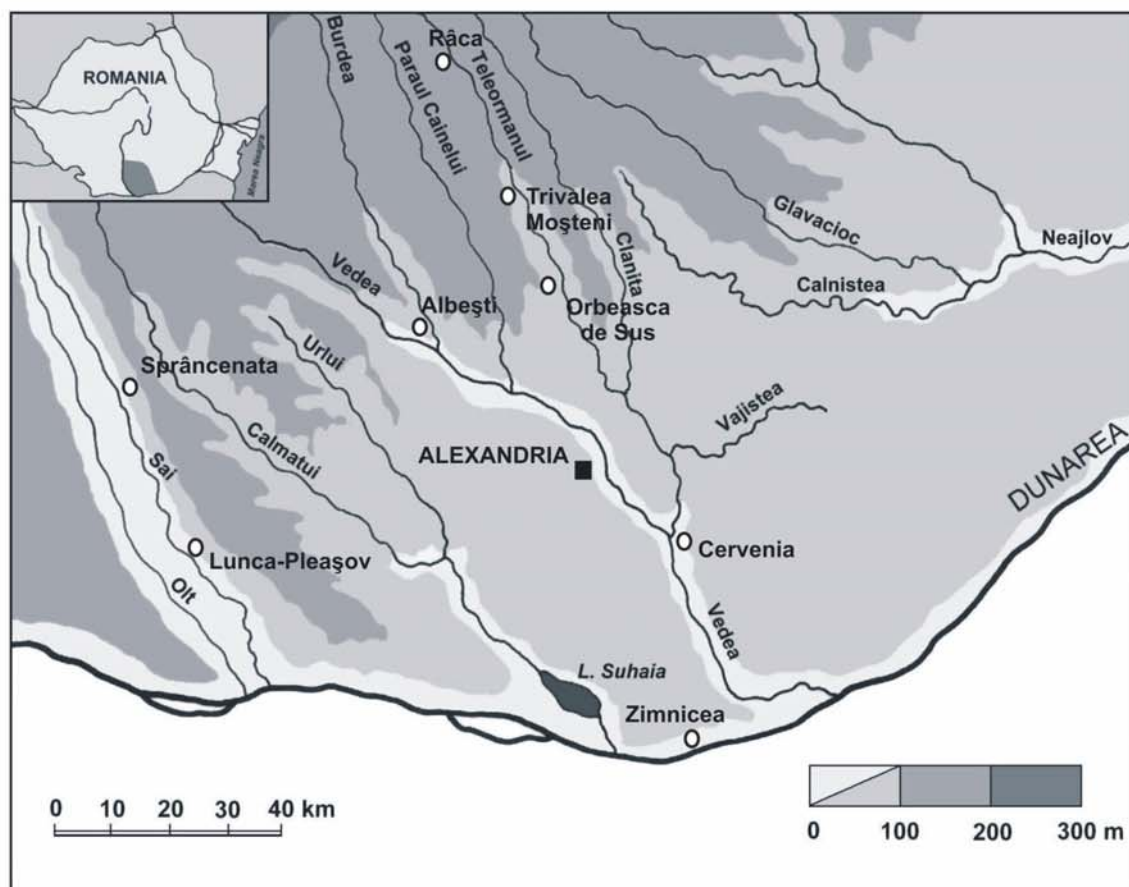 ROMANIA
Marea Neagra
Burdea
Paraul Cainelui
Râca
Teleormanul
Trivalea
Moşteni
Glavacioc
Neajlov
Clanita
Calnistea
Vedea
Albeşti
Orbeasca
de Sus
Urlui
Sprâncenata
Vajistea
Calmatui
Sai
ALEXANDRIA
DUNAREA
Lunca-Pleaşov
Cervenia
Olt
Vedea
L. Suhaia
Zimnicea
0 10 20 30 40 km
0 100 200 300 m